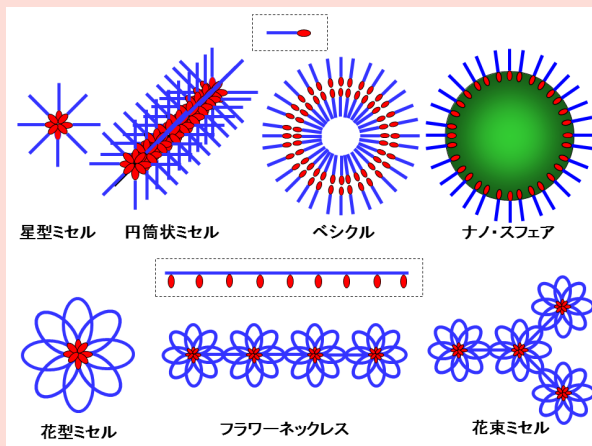 星型ミセル
円筒状ミセル
ベシクル
ナノ・スフェア
花型ミセル
フラワーネックレス
花束ミセル